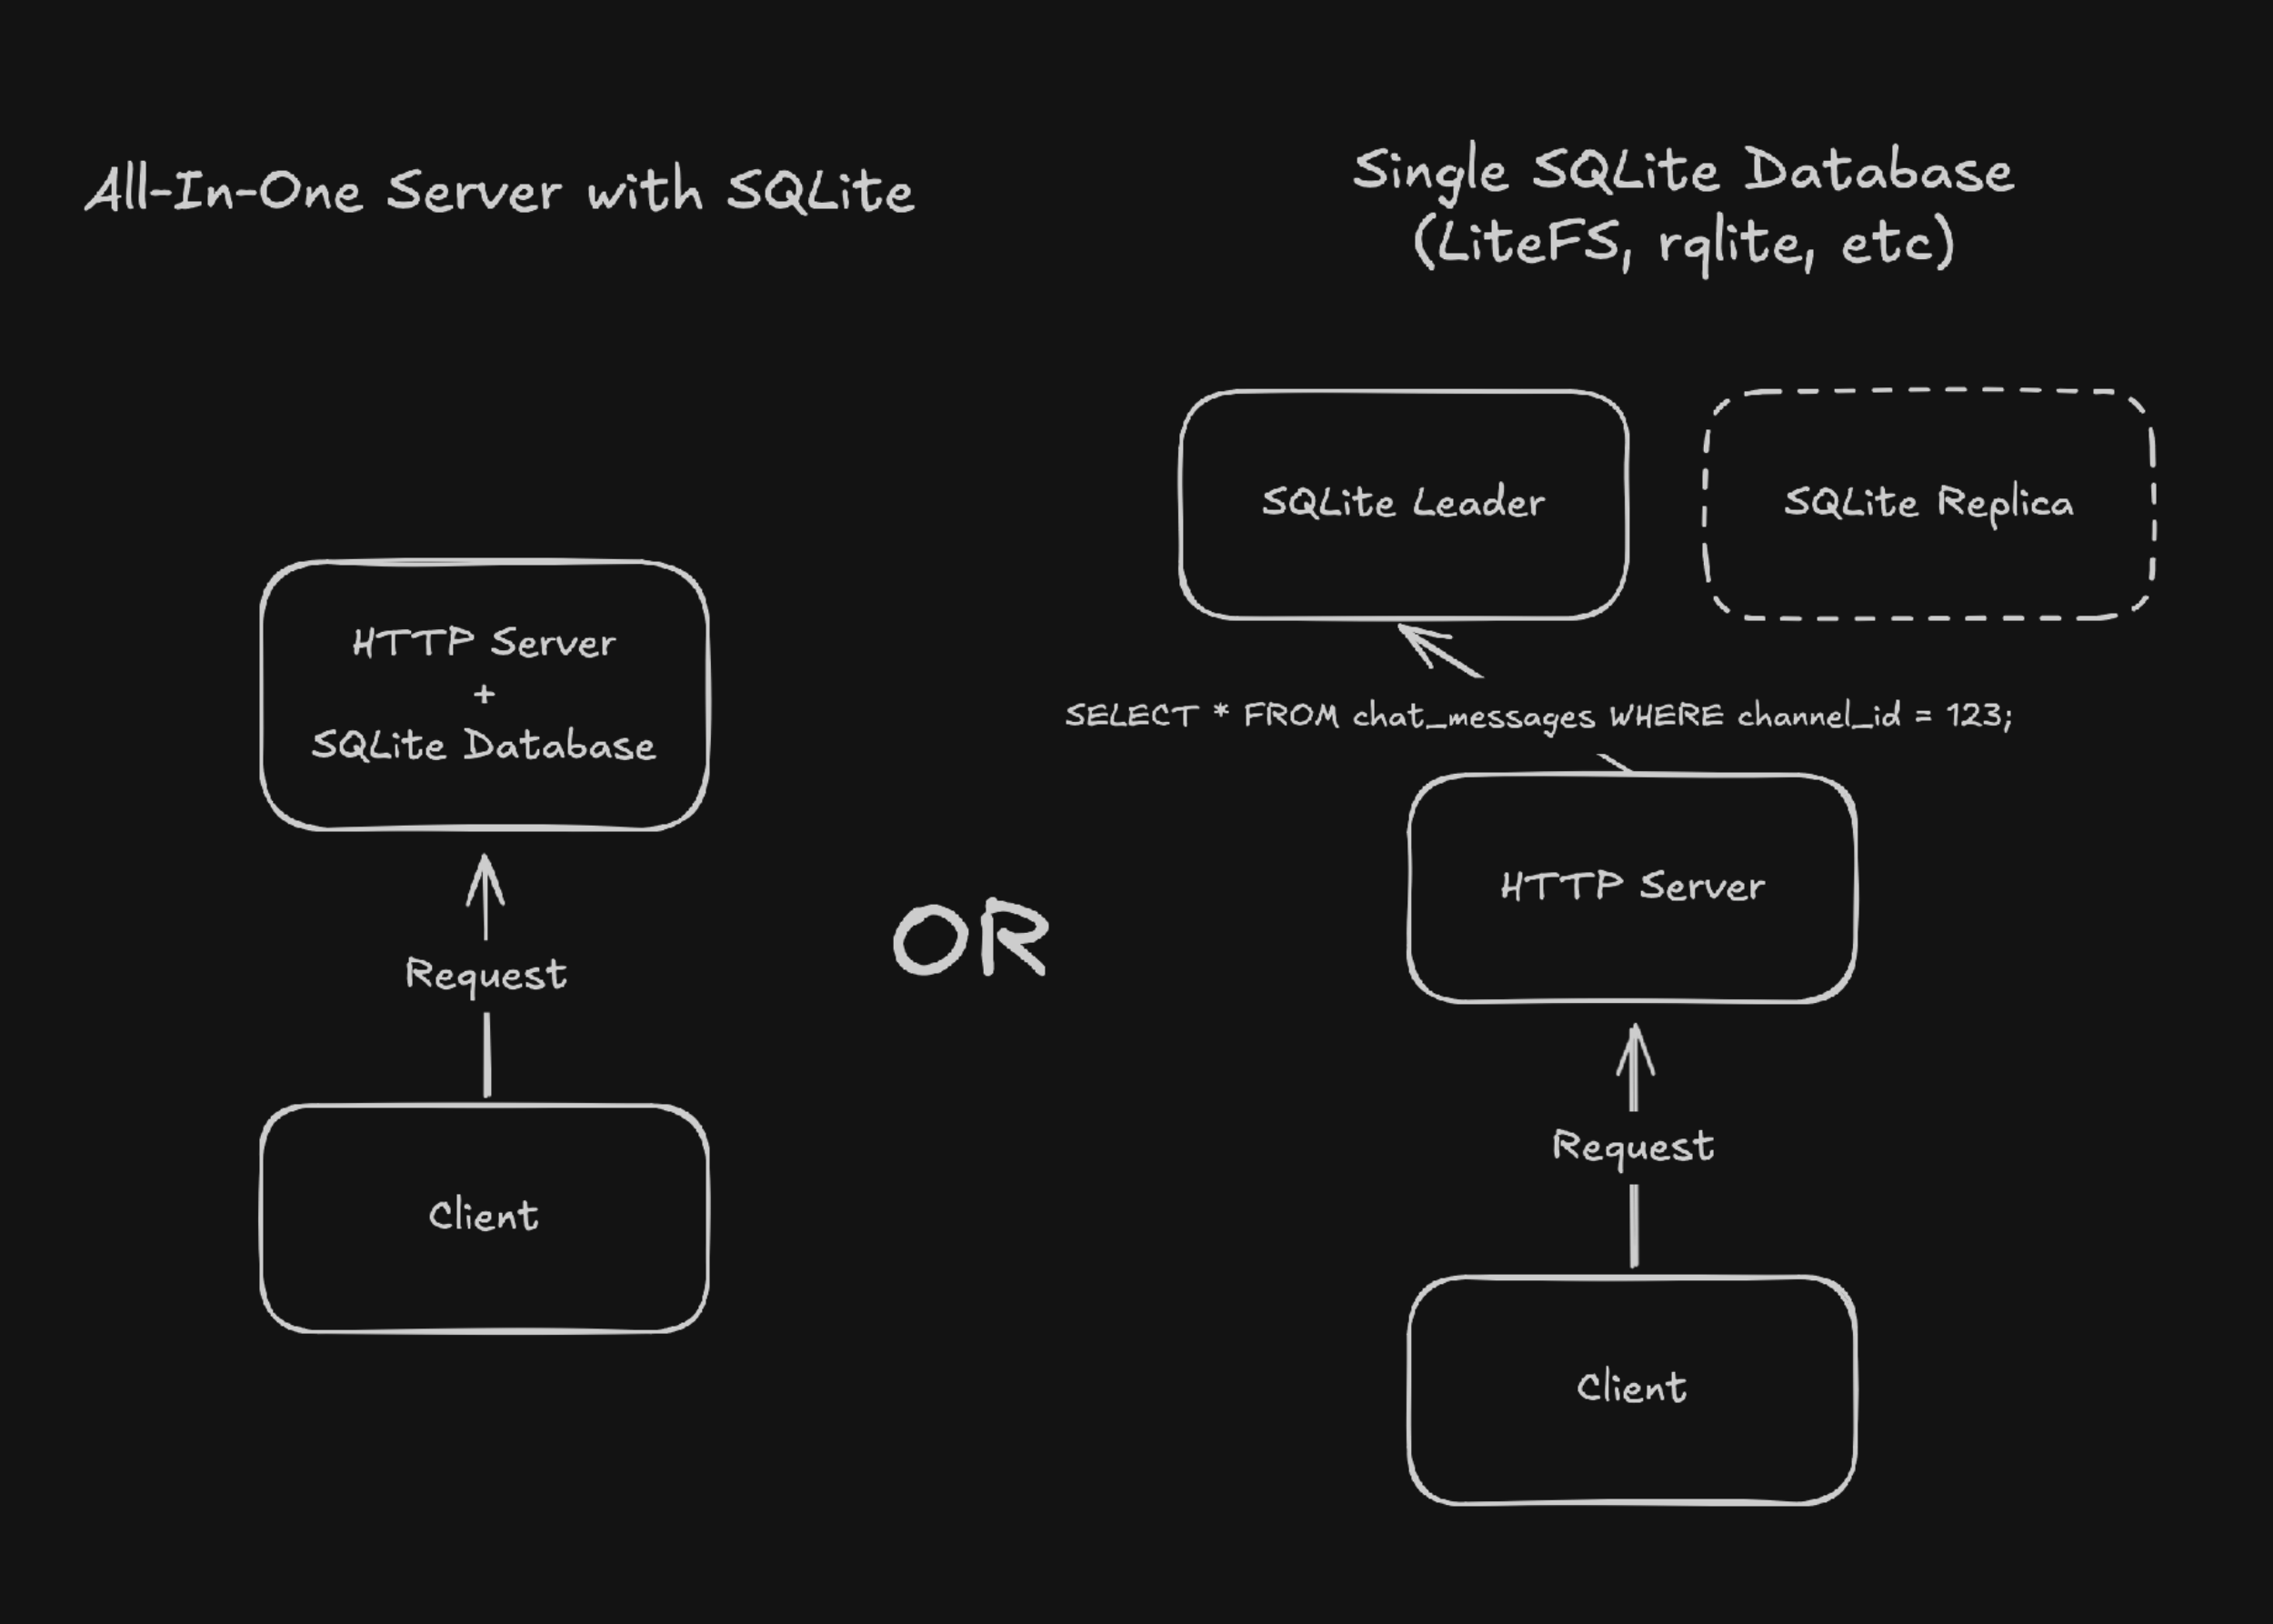 All-In-One Server with SQLite
HTTP Server
+
SQLite Database
Request
Client
OR
Single SQLite Database
(LiteFS, rqlite, etc)
SQLite Leader
SQLite Replica
SELECT * FROM chat_messages WHERE channel_id = 123;
HTTP Server
Request
Client